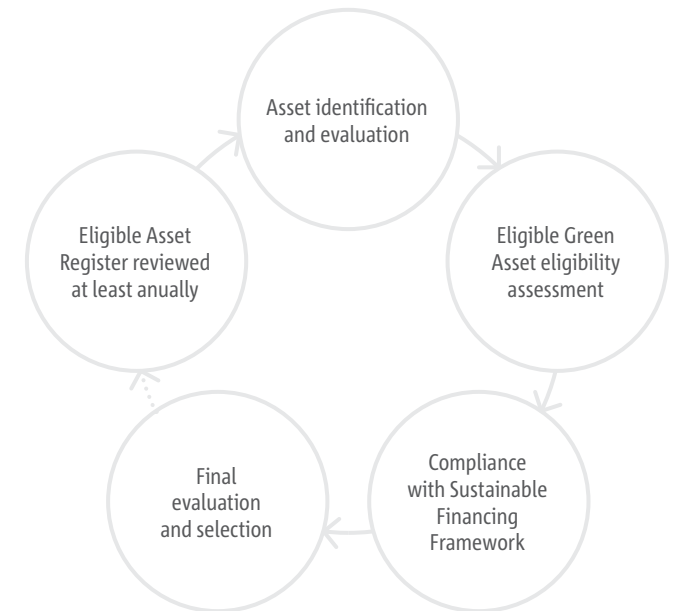 Asset identification
and evaluation
Eligible Green
Asset eligibility
assessment
Compliance
with Sustainable
Financing
Framework
Final
evaluation
and selection
Eligible Asset
Register reviewed
at least anually